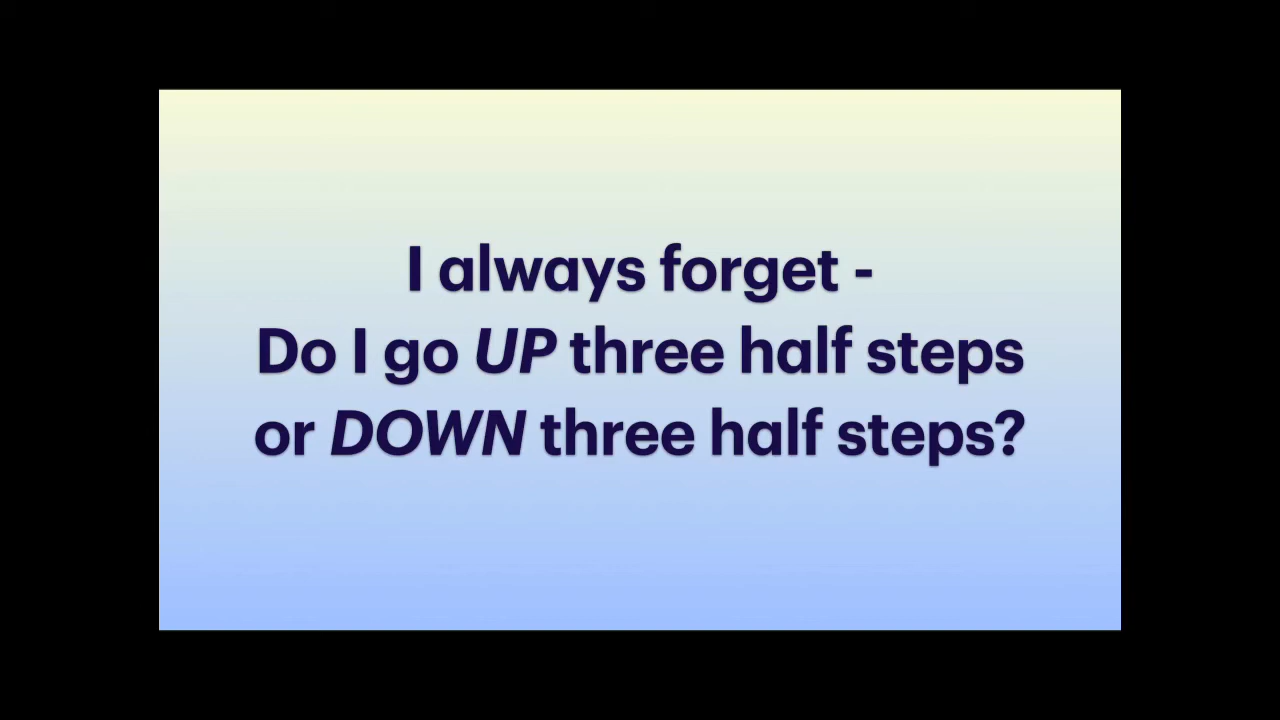 I always forget -
Do I go UP three half steps
or DOWN three half steps?